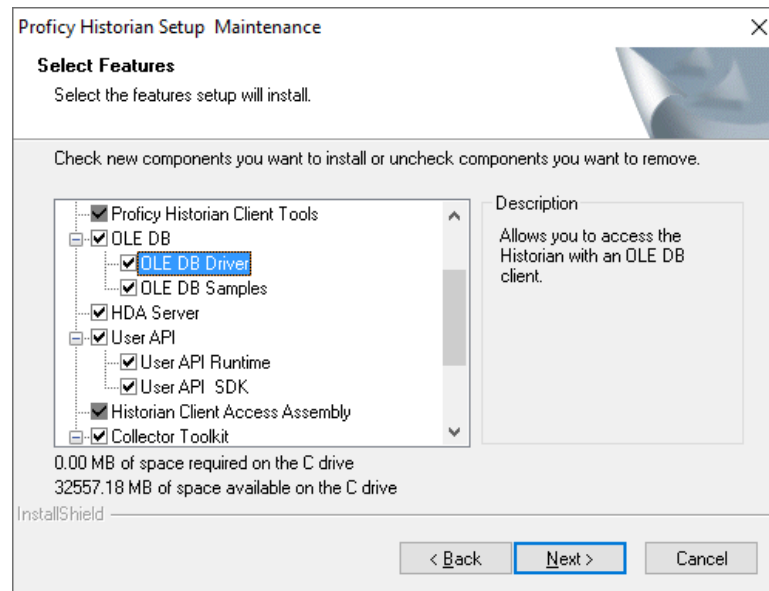 Proficy Historian Setup Maintenance
Select Features
Select the features setup will install.
Check new components you want to install or uncheck components you want to remove.
Proficy Historian Client Tools
OLE DB
OLE DB Driver
OLE DB Samples
HDA Server
User API
User API Runtime
User API SDK
Historian Client Access Assembly
Collector Toolkit
Description
Allows you to access the
Historian with an OLE DB
client.
0.00 MB of space required on the C drive
32557.18 MB of space available on the C drive
InstallShield
< Back Next > Cancel